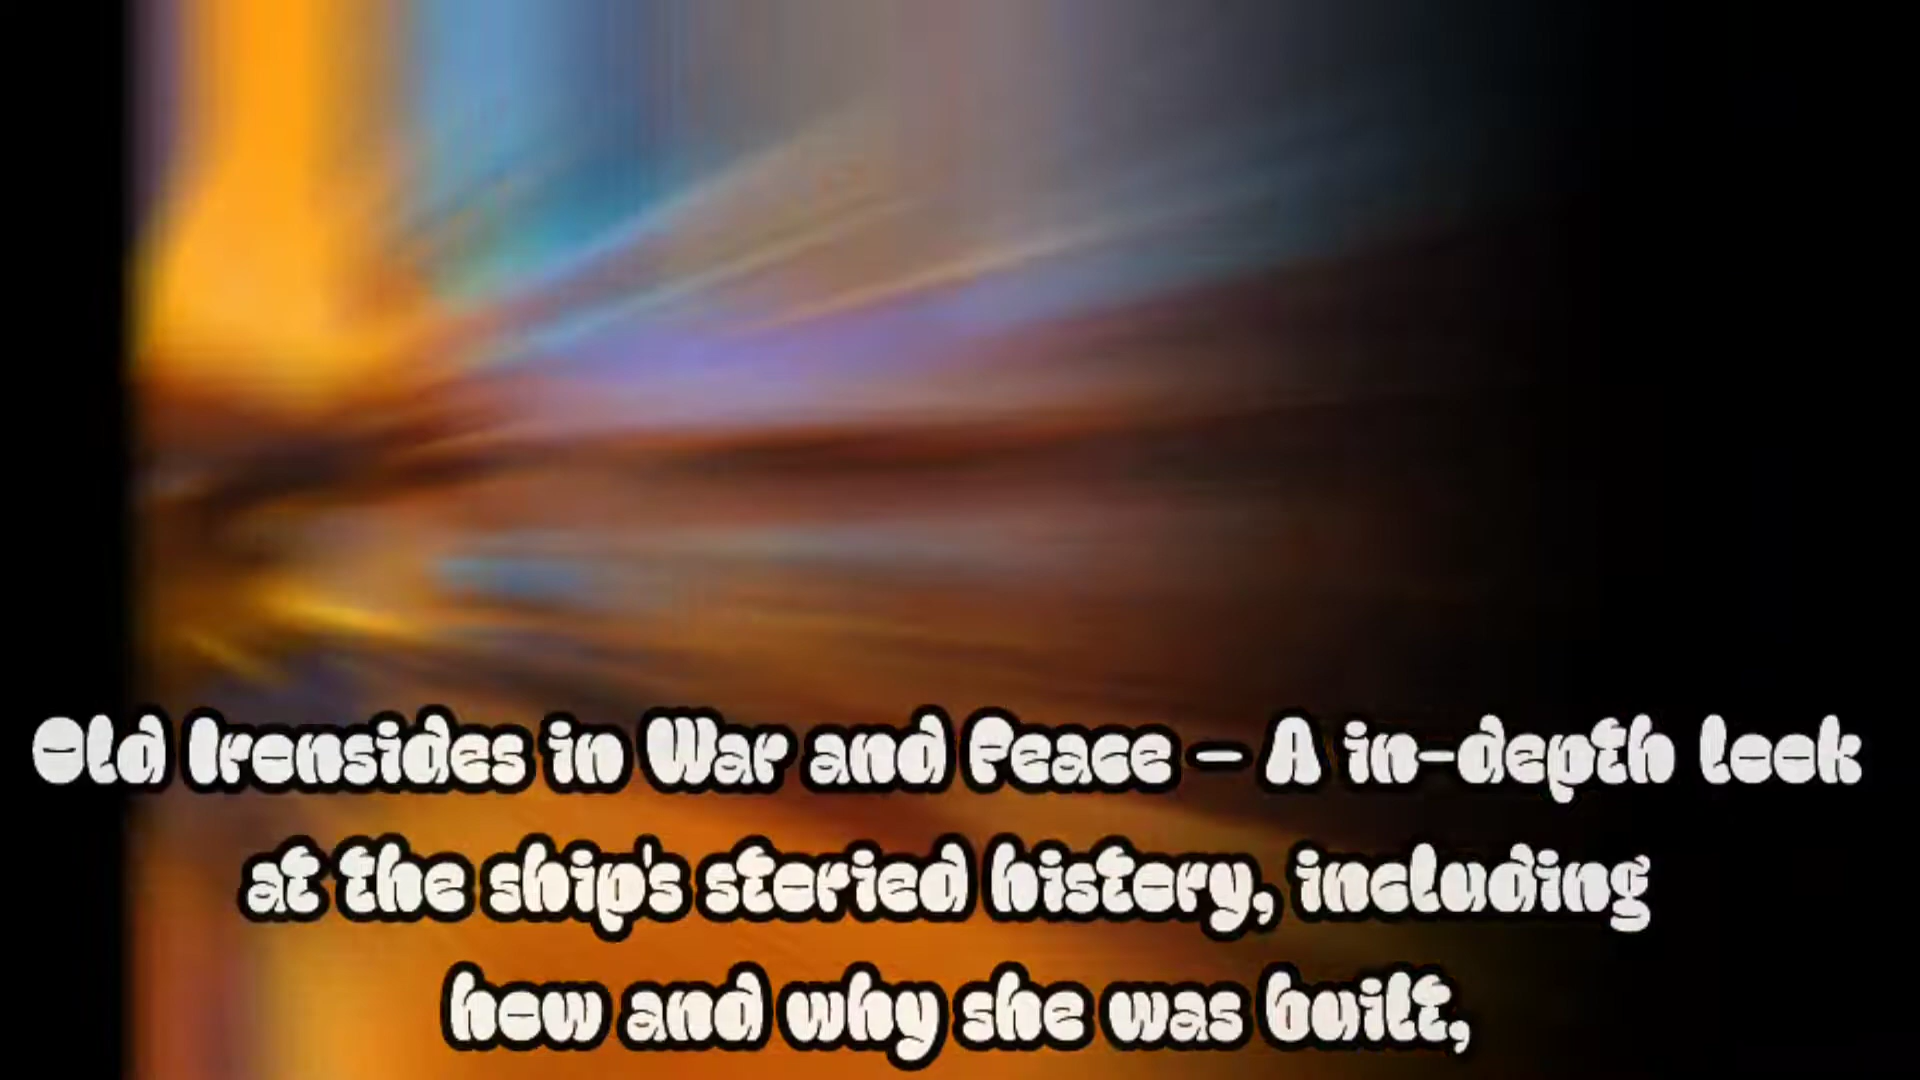 Old Ironsides in War and Peace – A in-depth look
at the ship's storied history, including
how and why she was built,